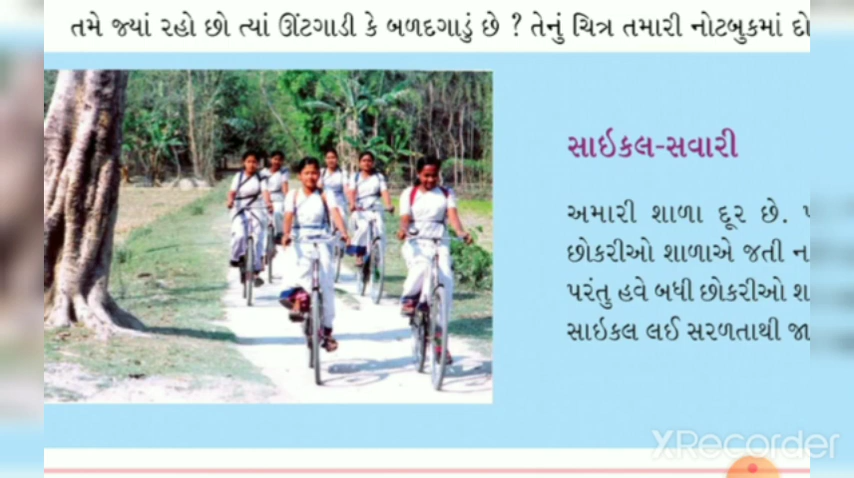 તમે જ્યાં રહો છો ત્યાં ઊંટગાડી કે બળદગાડું છે ? તેનું ચિત્ર તમારી નોટબુકમાં દો
સાઇકલ-સવારી
અમારી શાળા દૂર છે.
છોકરીઓ શાળાએ જતી ન
પરંતુ હવે બધી છોકરીઓ શા
સાઇકલ લઈ સરળતાથી જા
XRecorder